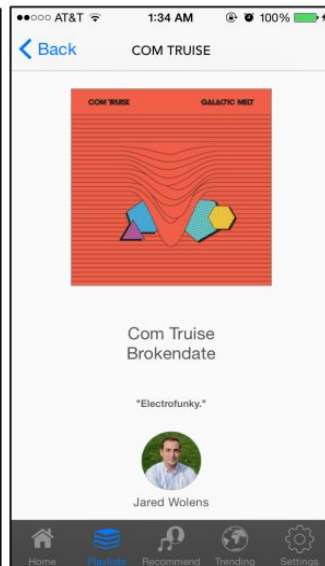 AT&T 1:34 AM 100%
Back COM TRUISE
COM TRUISE GALACTIC MELT
Com Truise
Brokendate
"Electrofunky."
Jared Wolens
Home Playlists Recommend Trending Settings